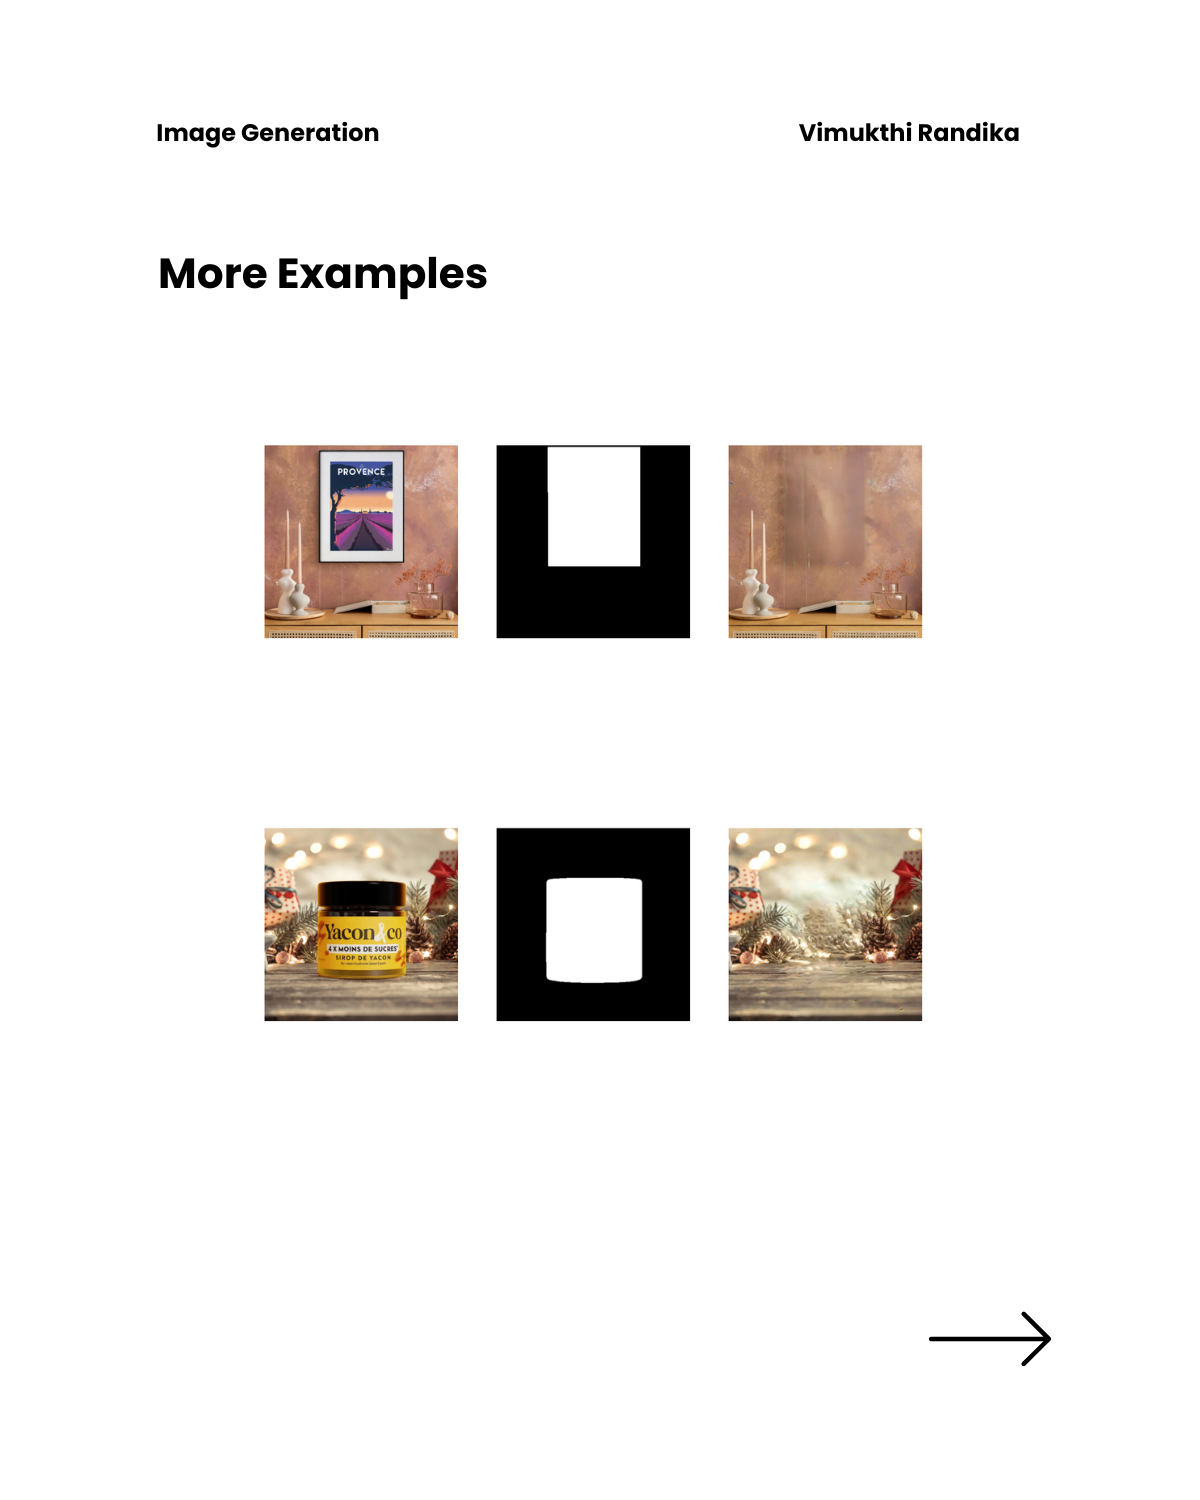 Image Generation
Vimukthi Randika
More Examples
PROVENCE
Yacon & co
4 X MOINS DE SUCRES*
SIROP DE YACON